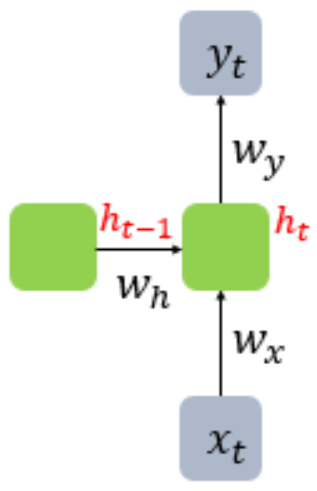 y_t
w_y
h_{t-1}
h_t
w_h
w_x
x_t